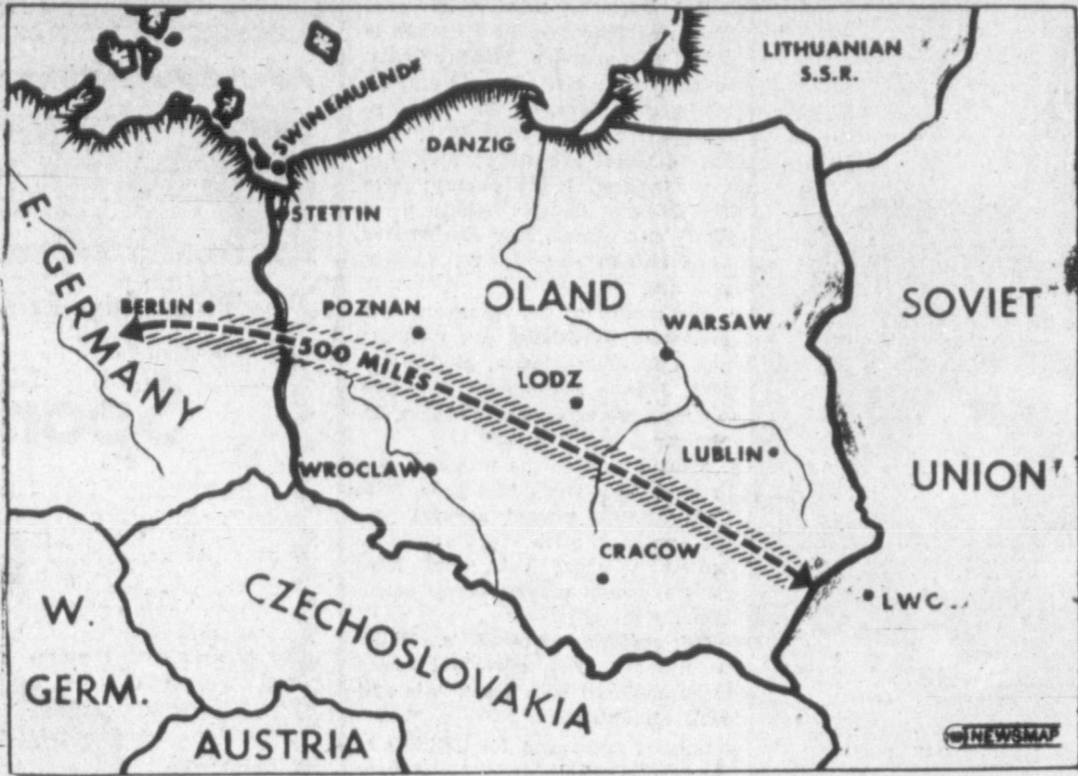 LITHUANIAN
S.S.R.
SWINEMUENDE
DANZIG
STETTIN
E. GERMANY
BERLIN
POZNAN
OLAND
SOVIET
WARSAW
500 MILES
LODZ
LUBLIN
WROCLAW
UNION
CRACOW
LWC
CZECHOSLOVAKIA
W.
GERM.
AUSTRIA
NEWSMAP